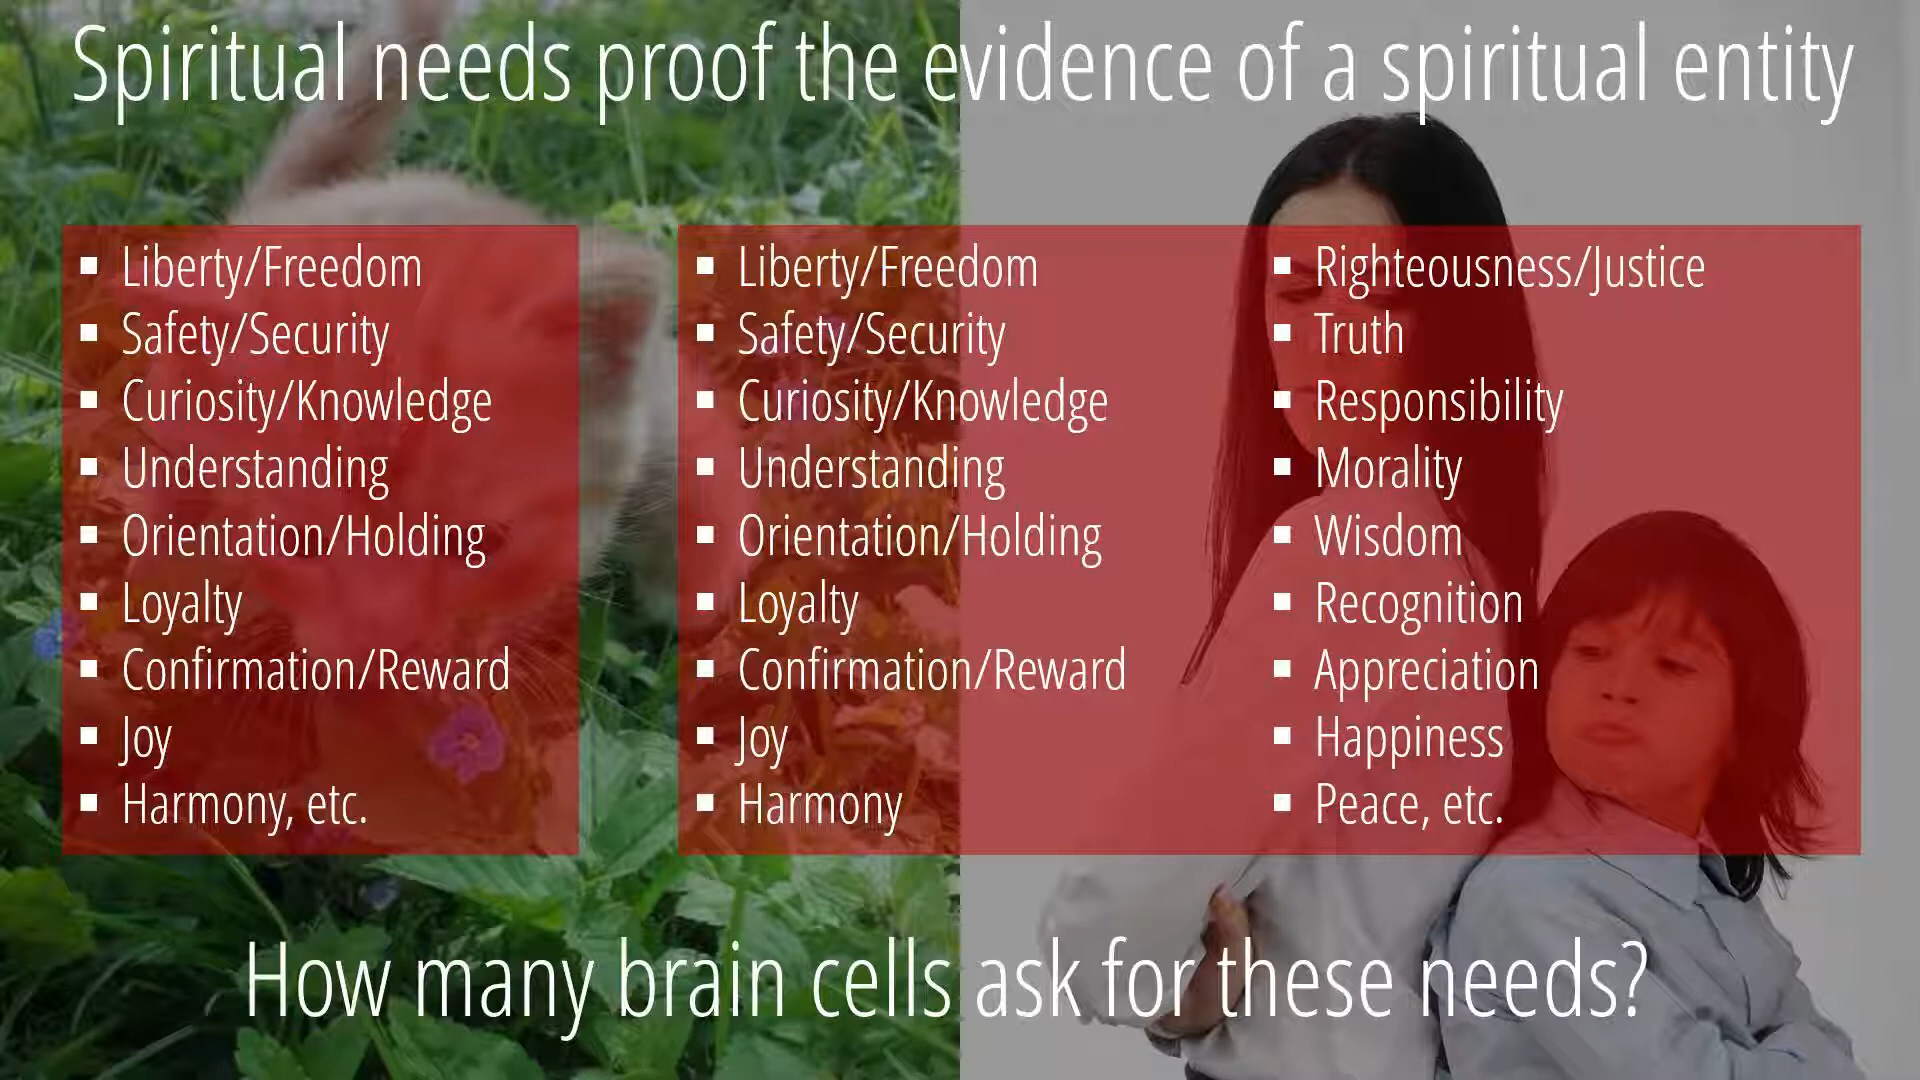 Spiritual needs proof the evidence of a spiritual entity
▪ Liberty/Freedom
▪ Safety/Security
▪ Curiosity/Knowledge
▪ Understanding
▪ Orientation/Holding
▪ Loyalty
▪ Confirmation/Reward
▪ Joy
▪ Harmony, etc.
▪ Liberty/Freedom
▪ Safety/Security
▪ Curiosity/Knowledge
▪ Understanding
▪ Orientation/Holding
▪ Loyalty
▪ Confirmation/Reward
▪ Joy
▪ Harmony
▪ Righteousness/Justice
▪ Truth
▪ Responsibility
▪ Morality
▪ Wisdom
▪ Recognition
▪ Appreciation
▪ Happiness
▪ Peace, etc.
How many brain cells ask for these needs?